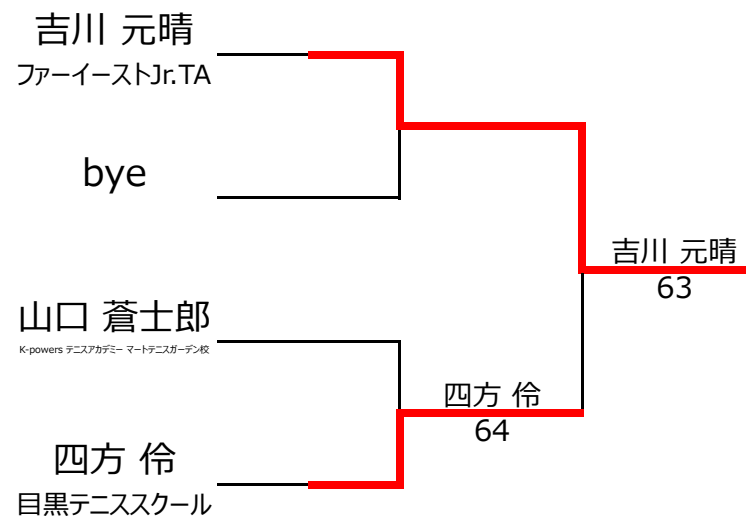 吉川 元晴
ファーイーストJr.TA
bye
吉川 元晴
63
山口 蒼士郎
K-powers テニスアカデミー マートテニスガーデン校
四方 伶
64
四方 伶
目黒テニススクール